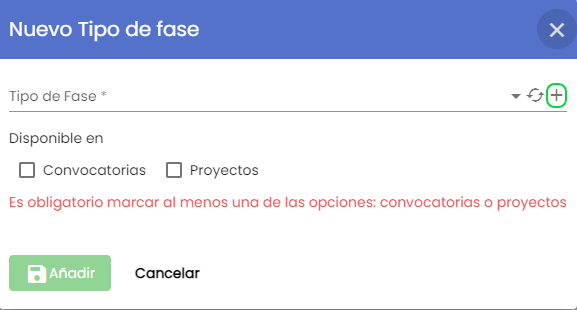 Nuevo Tipo de fase
Tipo de Fase *
Disponible en
Convocatorias Proyectos
Es obligatorio marcar al menos una de las opciones: convocatorias o proyectos
Añadir Cancelar